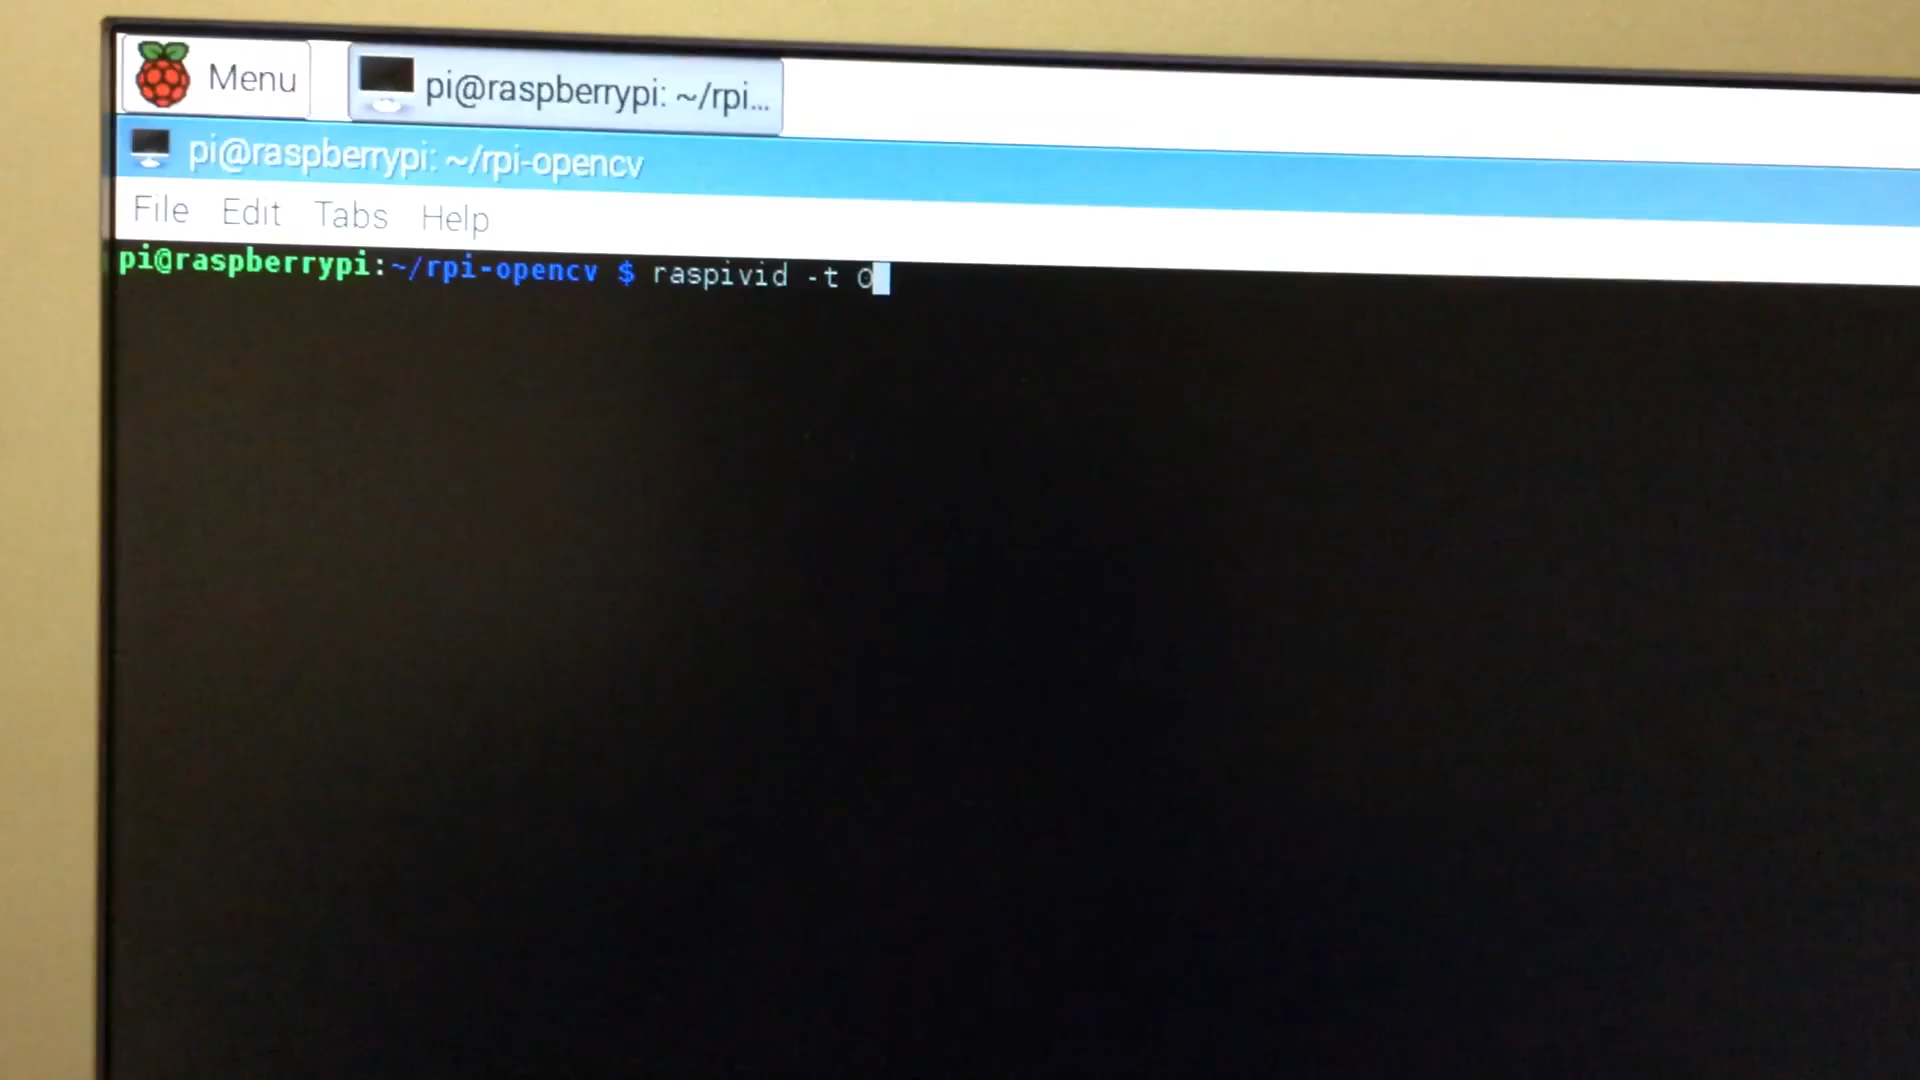 Menu pi@raspberrypi: ~/rpi...
pi@raspberrypi: ~/rpi-opencv
File Edit Tabs Help
pi@raspberrypi:~/rpi-opencv $ raspivid -t 0